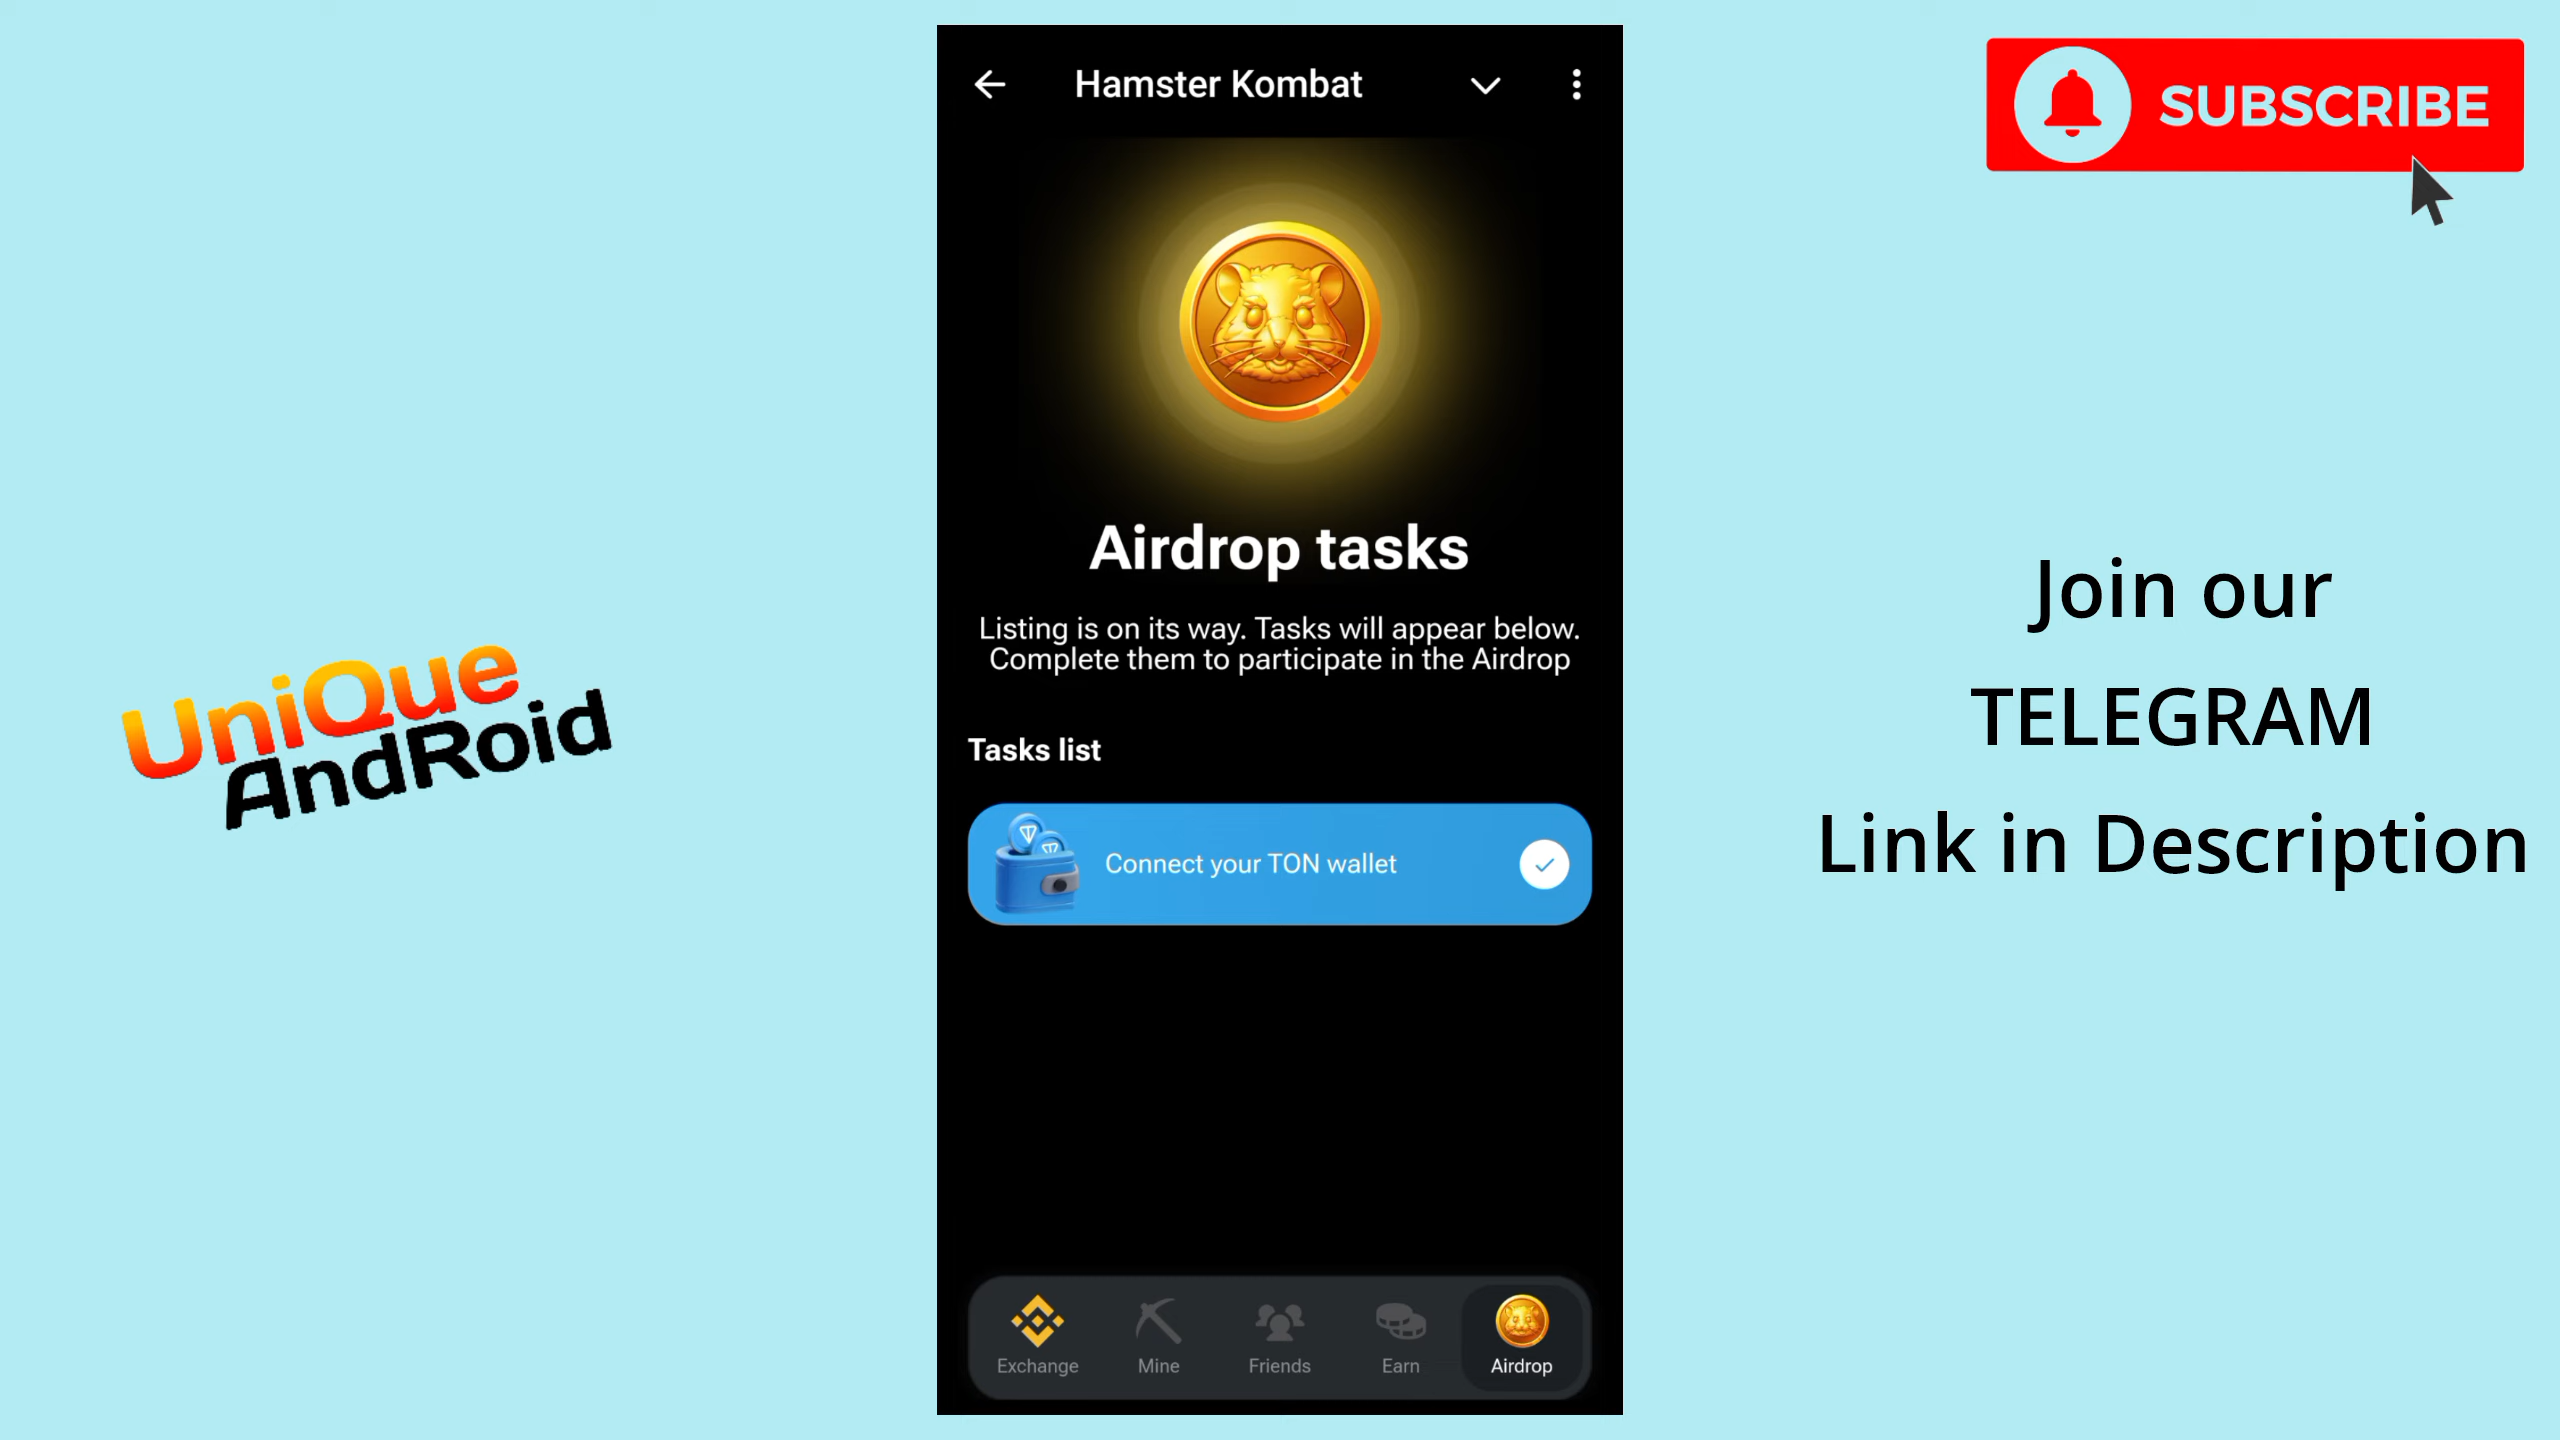 Hamster Kombat
SUBSCRIBE
Airdrop tasks
Listing is on its way. Tasks will appear below.
Complete them to participate in the Airdrop
Tasks list
Connect your TON wallet
Exchange
Mine
Friends
Earn
Airdrop
UniQue
AndRoid
Join our
TELEGRAM
Link in Description